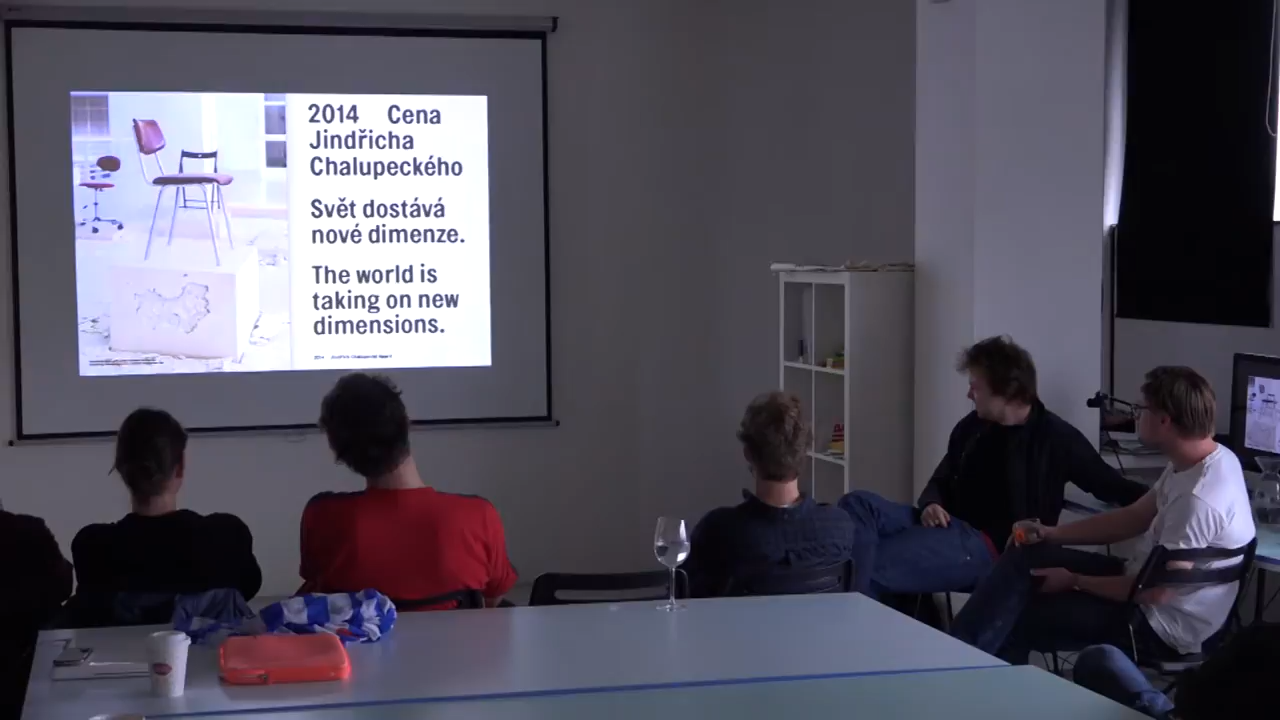 2014 Cena
Jindřicha
Chalupeckého
Svět dostává
nové dimenze.
The world is
taking on new
dimensions.